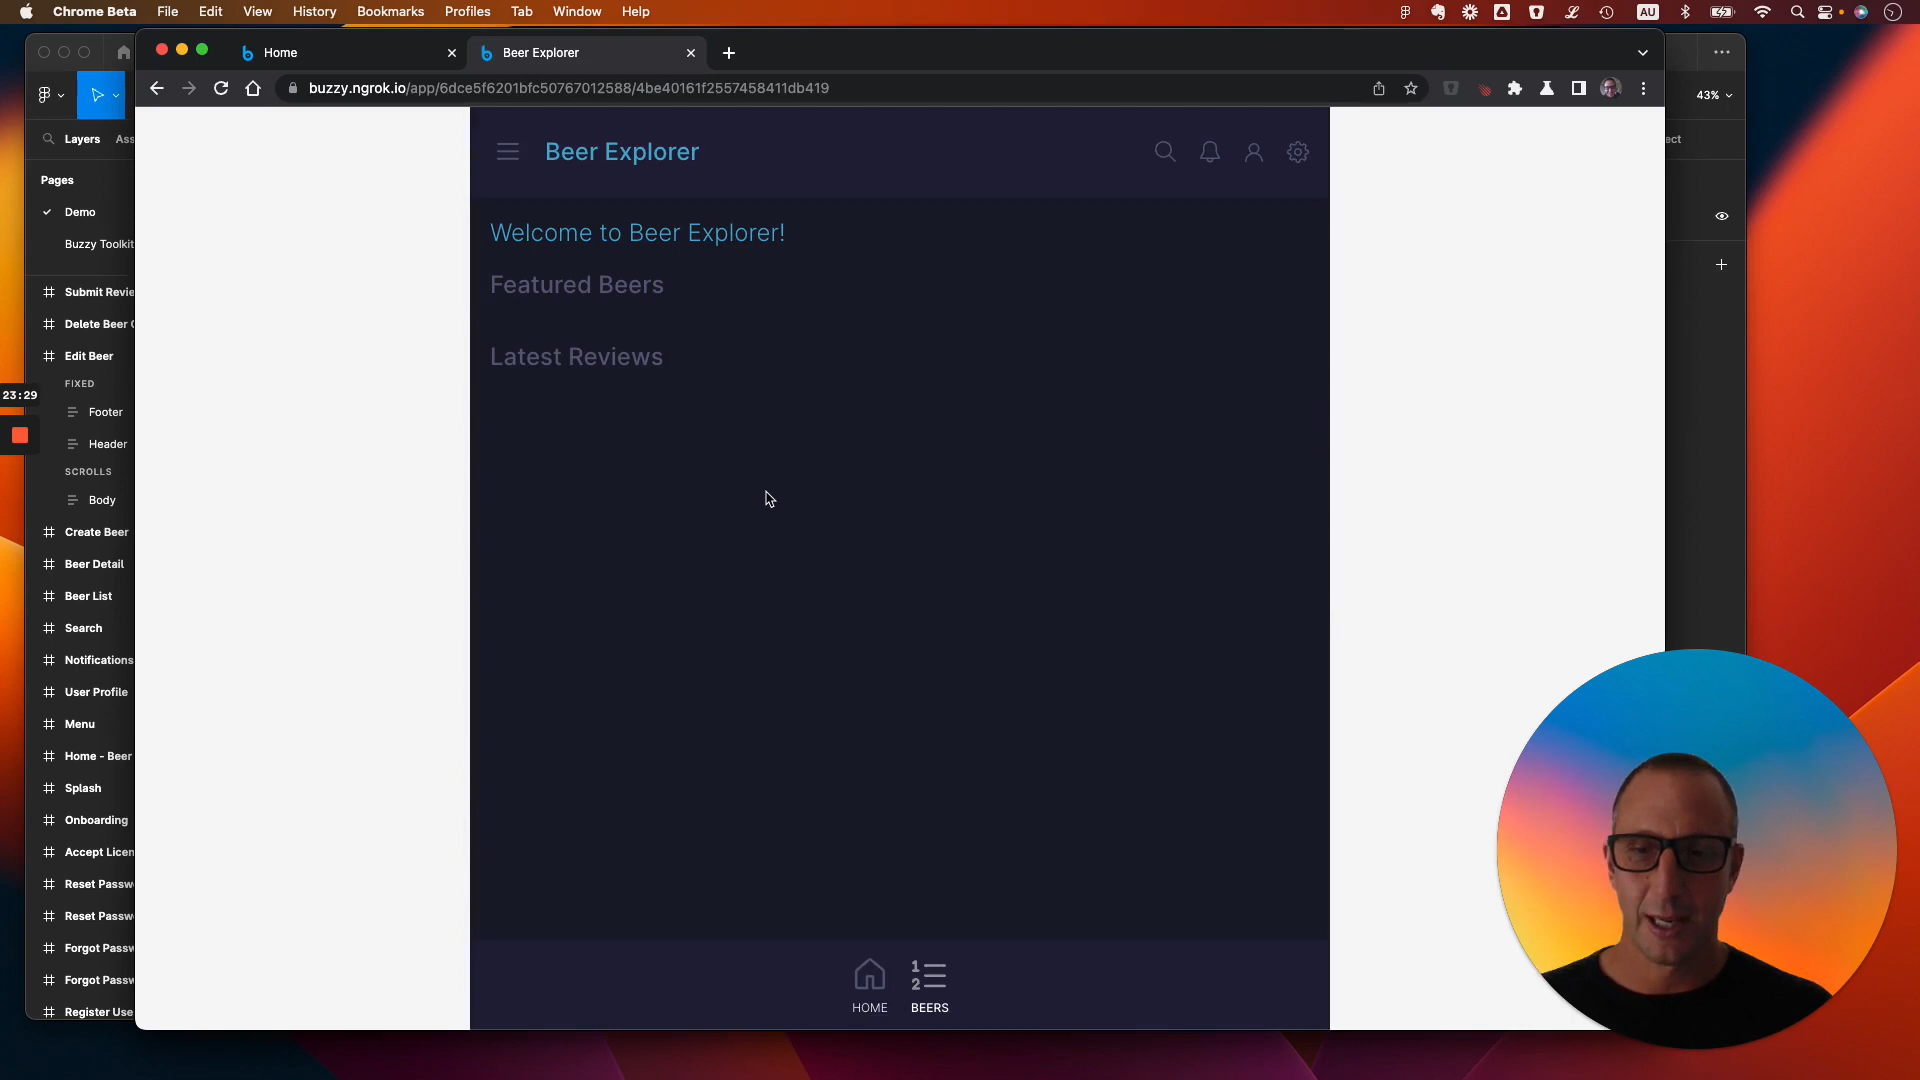 Chrome Beta File Edit View History Bookmarks Profiles Tab Window Help
AU
Home
Beer Explorer
buzzy.ngrok.io/app/6dce5f6201bfc50767012588/4be40161f2557458411db419
43%
Layers Ass
ect
Pages
Demo
Buzzy Toolkit
Submit Revie
Delete Beer C
Edit Beer
FIXED
Footer
Header
SCROLLS
Body
Create Beer
Beer Detail
Beer List
Search
Notifications
User Profile
Menu
Home - Beer
Splash
Onboarding
Accept Licen
Reset Passw
Reset Passw
Forgot Passw
Forgot Passw
Register Use
23:29
Beer Explorer
Welcome to Beer Explorer!
Featured Beers
Latest Reviews
1
2
HOME BEERS